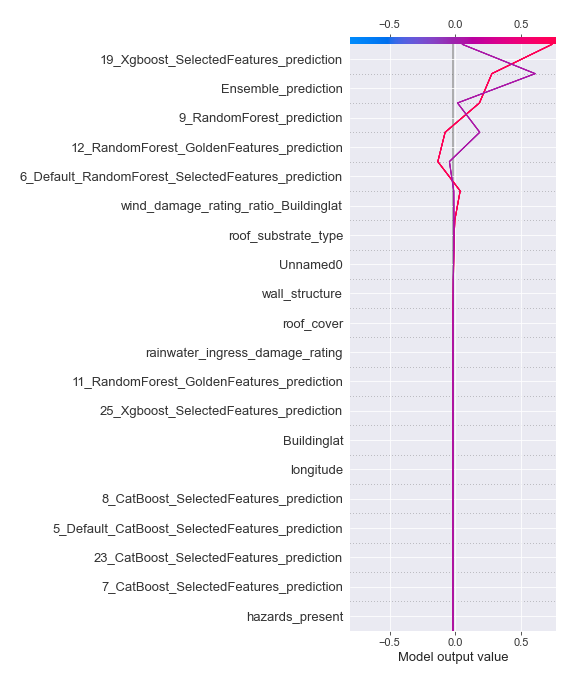 −0.5 0.0 0.5
19_Xgboost_SelectedFeatures_prediction
Ensemble_prediction
9_RandomForest_prediction
12_RandomForest_GoldenFeatures_prediction
6_Default_RandomForest_SelectedFeatures_prediction
wind_damage_rating_ratio_Buildinglat
roof_substrate_type
Unnamed0
wall_structure
roof_cover
rainwater_ingress_damage_rating
11_RandomForest_GoldenFeatures_prediction
25_Xgboost_SelectedFeatures_prediction
Buildinglat
longitude
8_CatBoost_SelectedFeatures_prediction
5_Default_CatBoost_SelectedFeatures_prediction
23_CatBoost_SelectedFeatures_prediction
7_CatBoost_SelectedFeatures_prediction
hazards_present
−0.5 0.0 0.5
Model output value